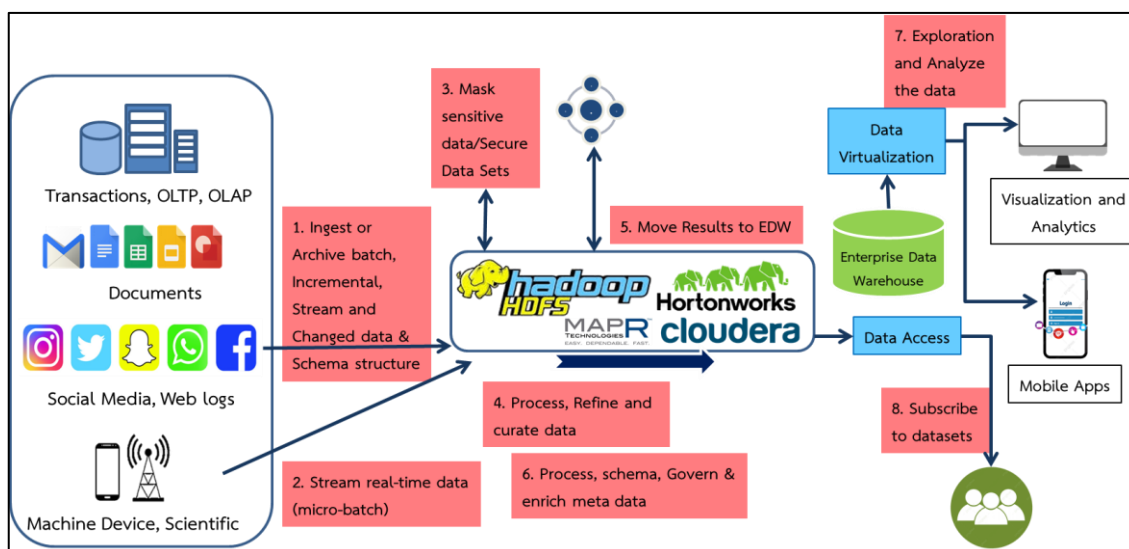 Transactions, OLTP, OLAP
Documents
Social Media, Web logs
Machine Device, Scientific
1. Ingest or
Archive batch,
Incremental,
Stream and
Changed data &
Schema structure
2. Stream real-time data
(micro-batch)
3. Mask
sensitive
data/Secure
Data Sets
5. Move Results to EDW
hadoop
HDFS
Hortonworks
MAPR
TECHNOLOGIES
EASY. DEPENDABLE. FAST.
cloudera
4. Process, Refine and
curate data
6. Process, schema, Govern &
enrich meta data
7. Exploration
and Analyze
the data
Data
Virtualization
Enterprise Data
Warehouse
Data Access
Visualization and
Analytics
Login
Mobile Apps
8. Subscribe
to datasets